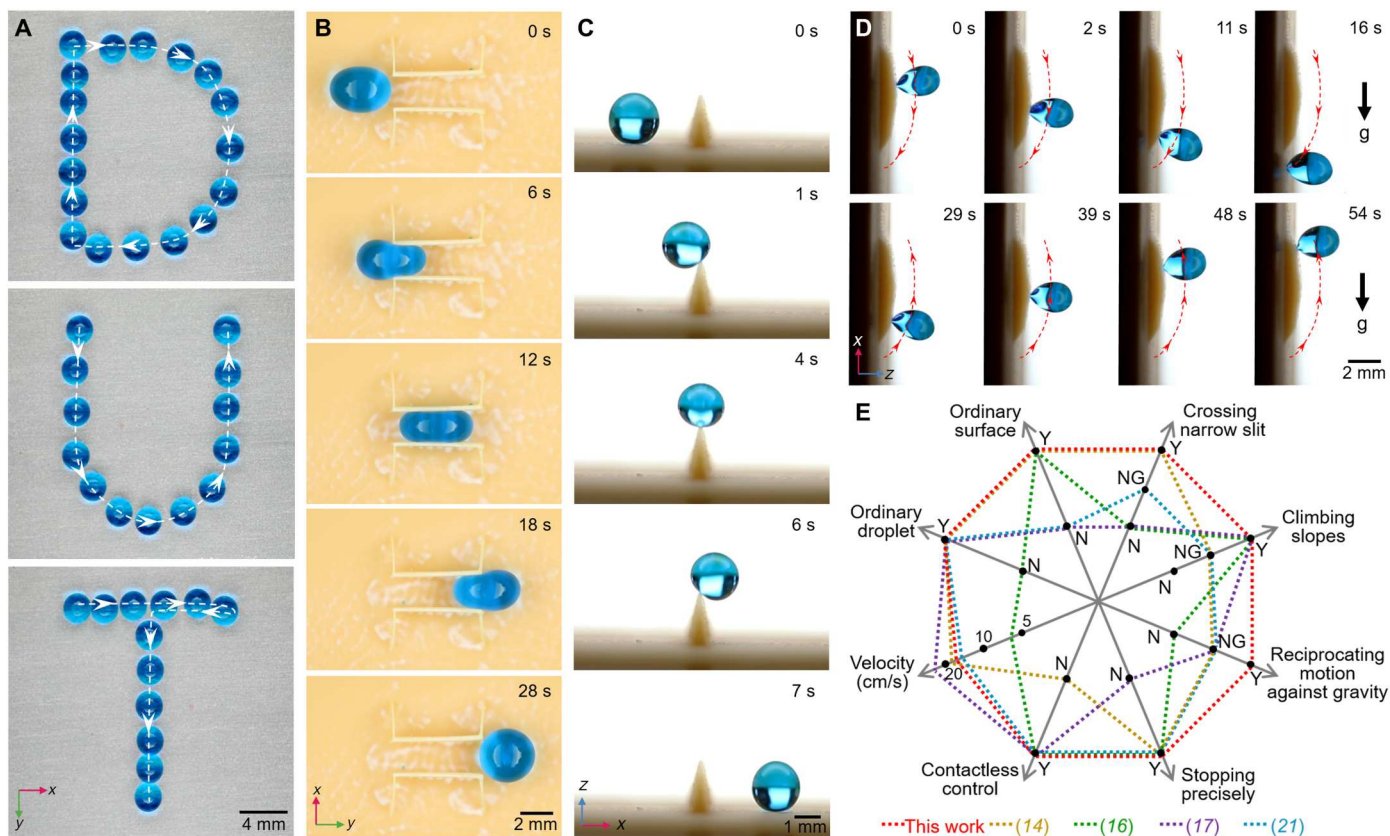 A
x
y
4 mm
B
0 s
6 s
12 s
18 s
28 s
x
y
2 mm
C
0 s
1 s
4 s
6 s
7 s
z
x
1 mm
D
0 s
2 s
11 s
16 s
g
29 s
39 s
48 s
54 s
g
x
z
2 mm
E
Ordinary
surface
Crossing
narrow slit
Y
Y
NG
Ordinary
droplet
Climbing
slopes
Y
N
N
NG
Y
N
N
5
10
20
N
NG
Y
Velocity
(cm/s)
N
N
Reciprocating
motion
against gravity
Y
Y
Contactless
control
Stopping
precisely
This work
(14)
(16)
(17)
(21)